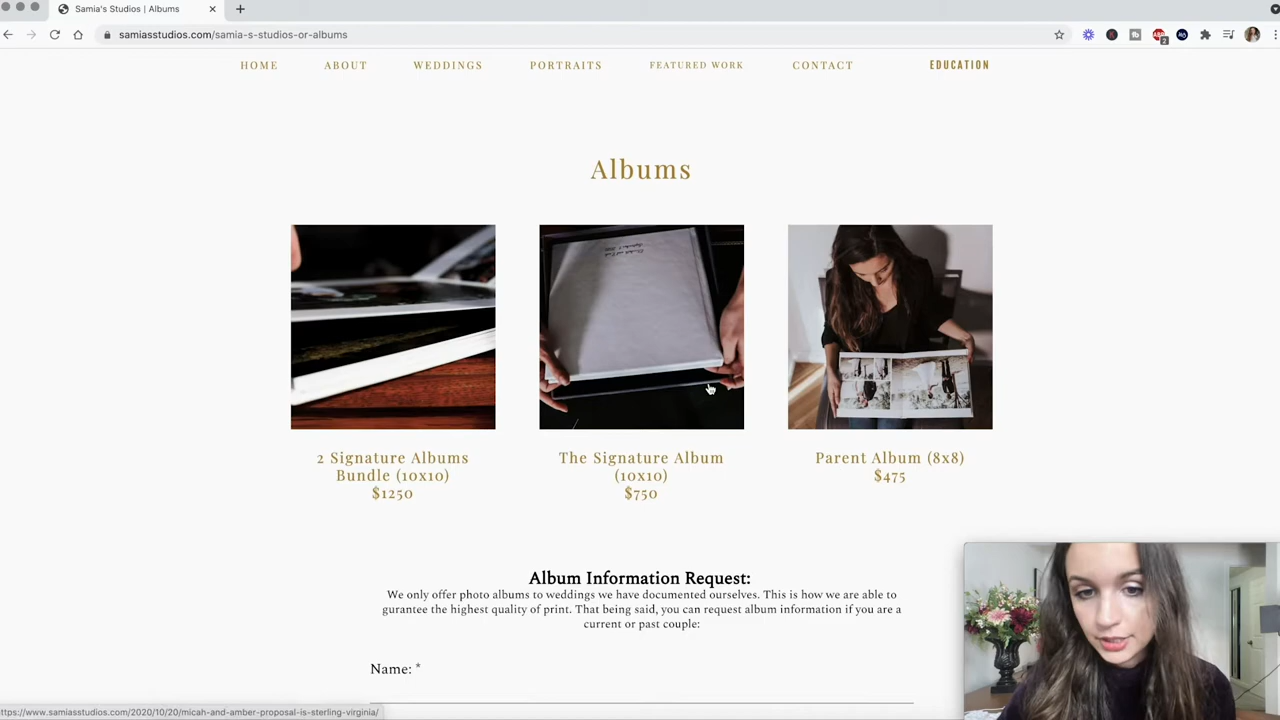 Samia's Studios | Albums
samiasstudios.com/samia-s-studios-or-albums
HOME ABOUT WEDDINGS PORTRAITS FEATURED WORK CONTACT EDUCATION
Albums
2 Signature Albums
Bundle (10x10)
$1250
The Signature Album
(10x10)
$750
Parent Album (8x8)
$475
Album Information Request:
We only offer photo albums to weddings we have documented ourselves. This is how we are able to
gurantee the highest quality of print. That being said, you can request album information if you are a
current or past couple:
Name: *
https://www.samiasstudios.com/2020/10/20/micah-and-amber-proposal-is-sterling-virginia/